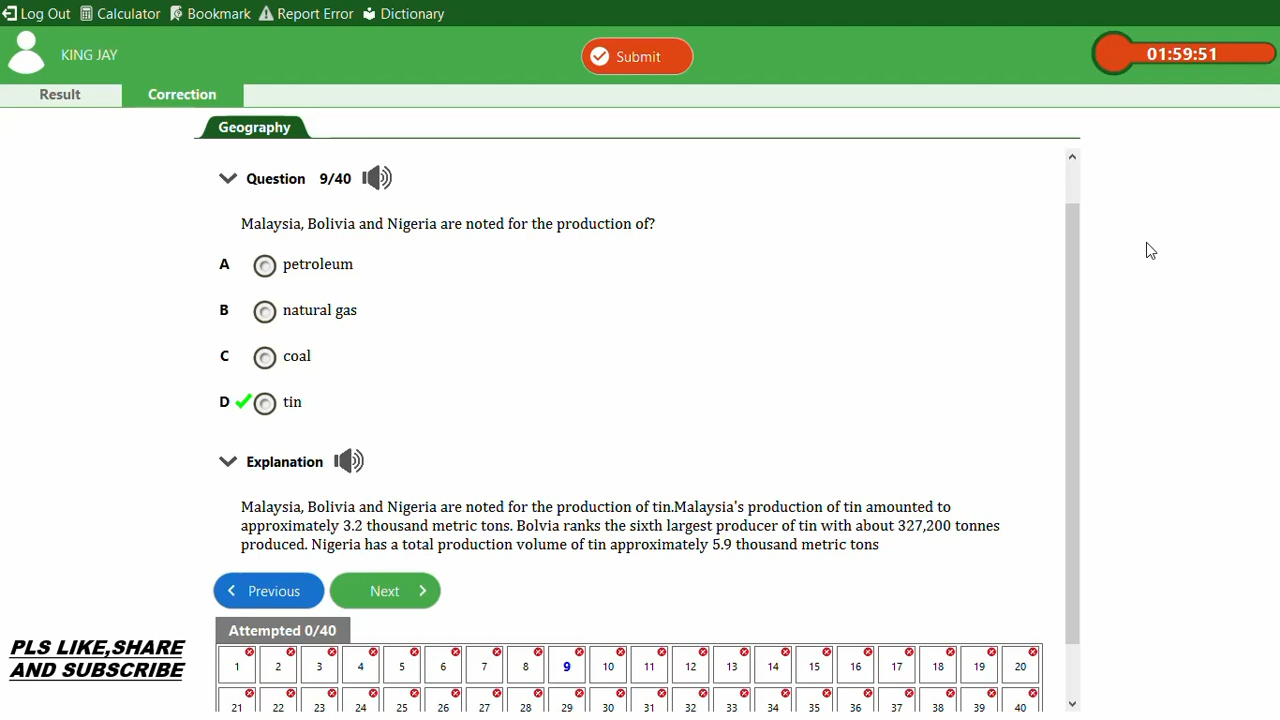 Log Out Calculator Bookmark Report Error Dictionary
KING JAY
Submit
01:59:51
Result Correction
Geography
Question 9/40
Malaysia, Bolivia and Nigeria are noted for the production of?
A petroleum
B natural gas
C coal
D tin
Explanation
Malaysia, Bolivia and Nigeria are noted for the production of tin.Malaysia's production of tin amounted to
approximately 3.2 thousand metric tons. Bolvia ranks the sixth largest producer of tin with about 327,200 tonnes
produced. Nigeria has a total production volume of tin approximately 5.9 thousand metric tons
Previous Next
Attempted 0/40
PLS LIKE,SHARE
AND SUBSCRIBE
1 2 3 4 5 6 7 8 9 10 11 12 13 14 15 16 17 18 19 20
21 22 23 24 25 26 27 28 29 30 31 32 33 34 35 36 37 38 39 40